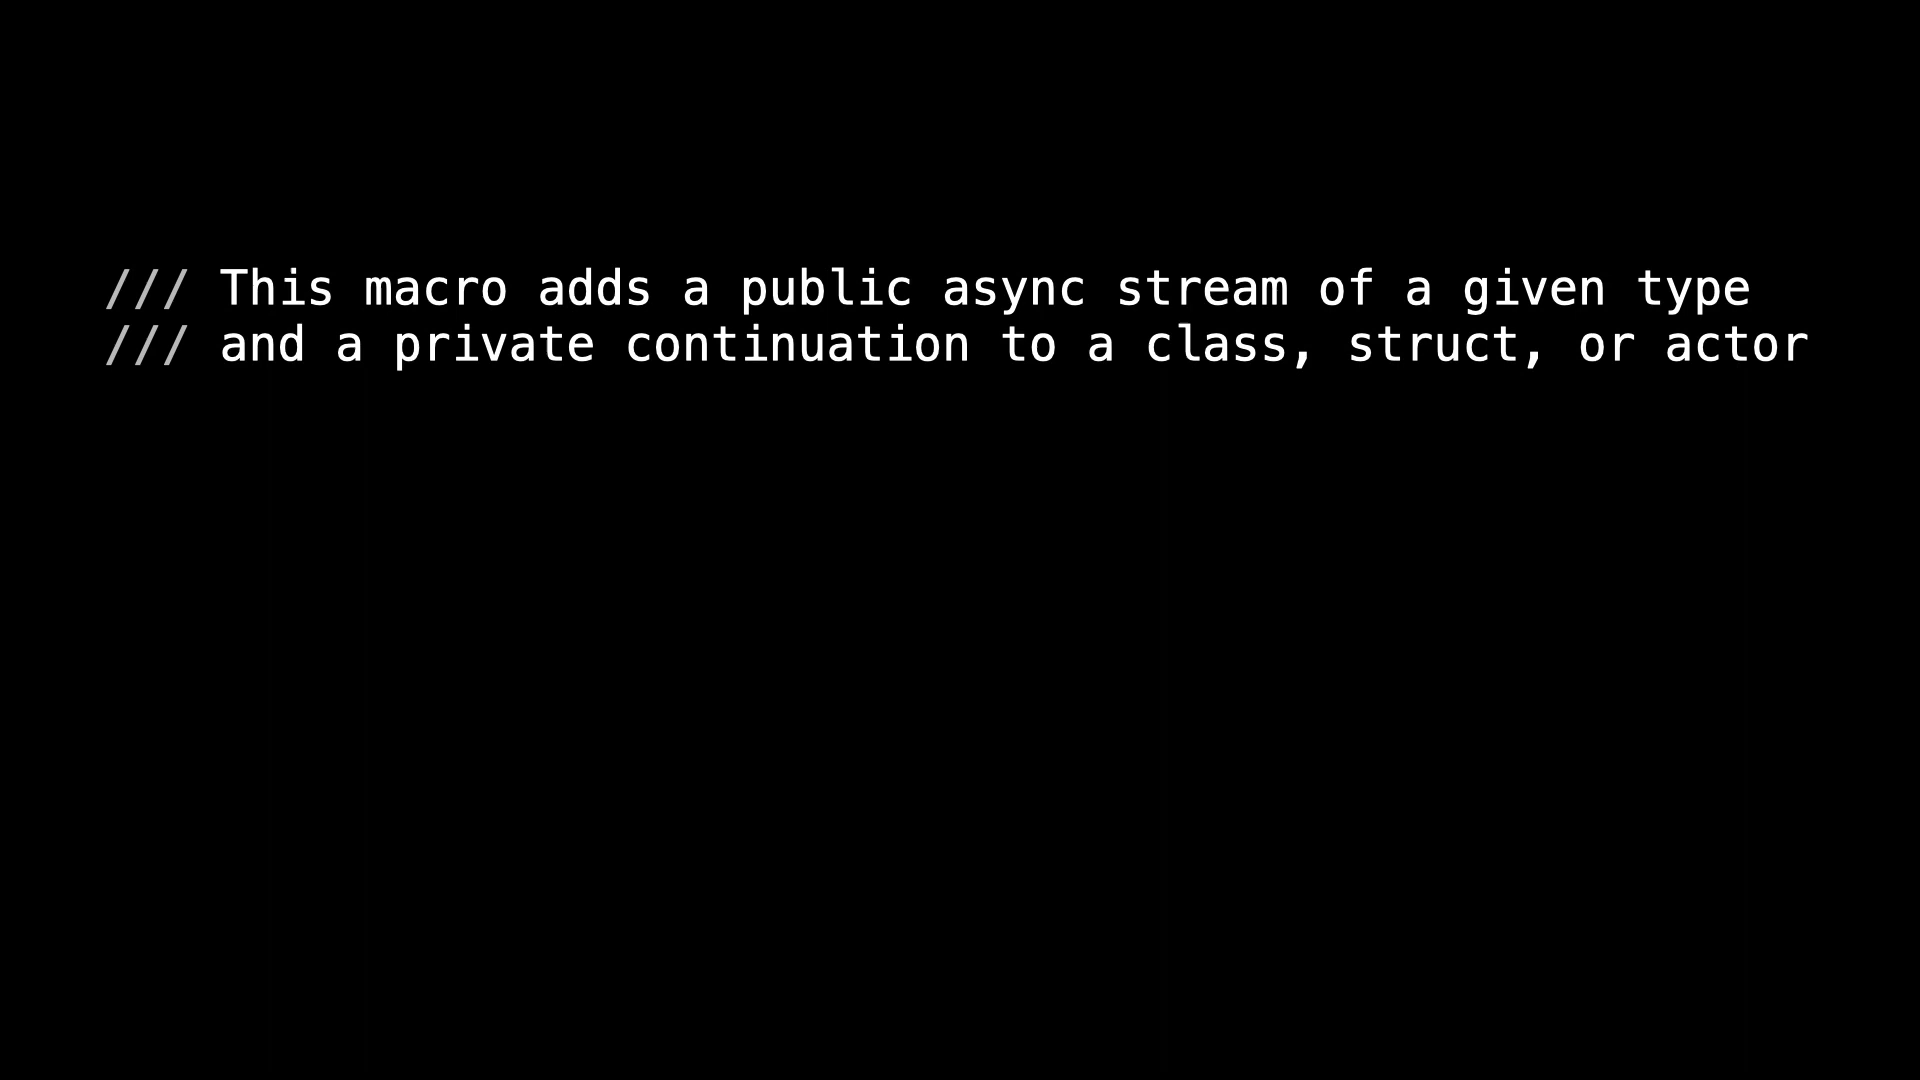 /// This macro adds a public async stream of a given type
/// and a private continuation to a class, struct, or actor